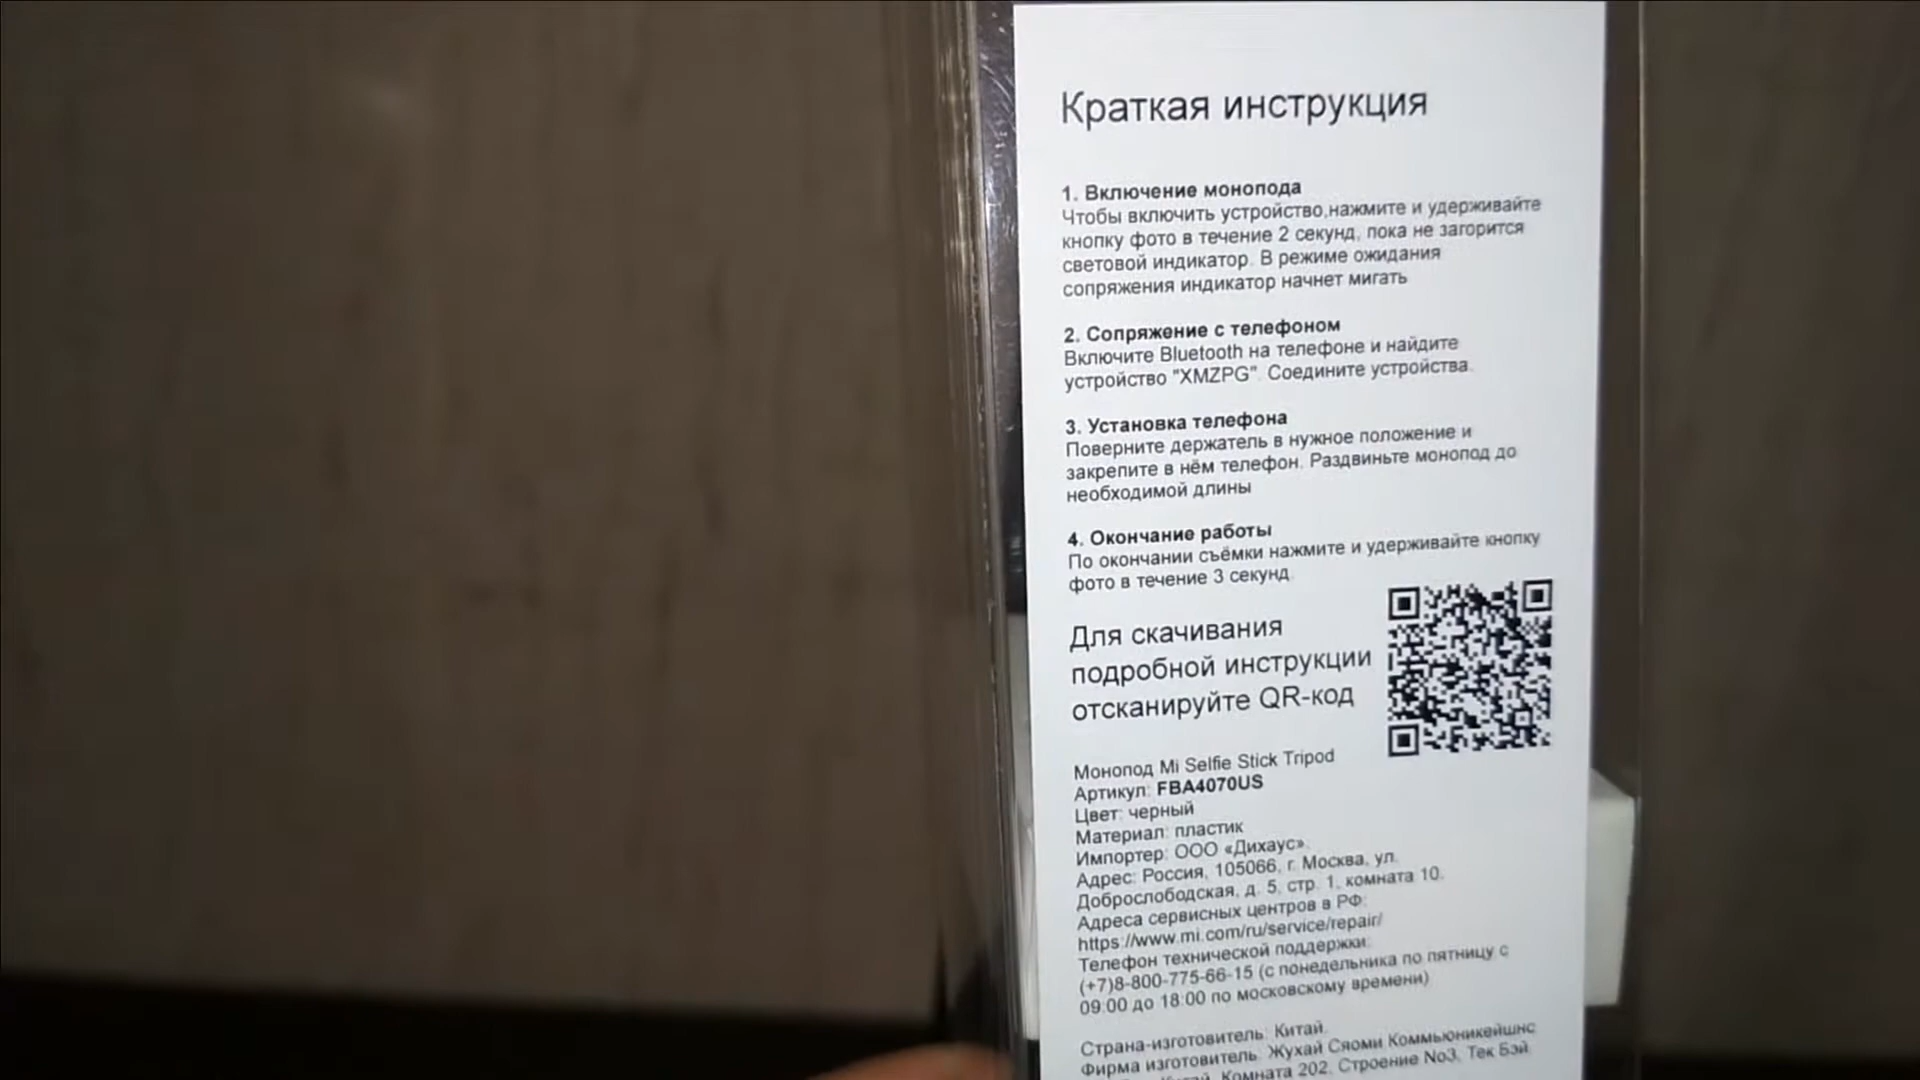 Краткая инструкция
1. Включение монопода
Чтобы включить устройство,нажмите и удерживайте
кнопку фото в течение 2 секунд, пока не загорится
световой индикатор. В режиме ожидания
сопряжения индикатор начнет мигать
2. Сопряжение с телефоном
Включите Bluetooth на телефоне и найдите
устройство "XMZPG". Соедините устройства.
3. Установка телефона
Поверните держатель в нужное положение и
закрепите в нём телефон. Раздвиньте монопод до
необходимой длины
4. Окончание работы
По окончании съёмки нажмите и удерживайте кнопку
фото в течение 3 секунд.
Для скачивания
подробной инструкции
отсканируйте QR-код
Монопод Mi Selfie Stick Tripod
Артикул: FBA4070US
Цвет: черный
Материал: пластик
Импортер: ООО «Дихаус».
Адрес: Россия, 105066, г. Москва, ул.
Доброслободская, д. 5, стр. 1, комната 10.
Адреса сервисных центров в РФ:
https://www.mi.com/ru/service/repair/
Телефон технической поддержки:
(+7)8-800-775-66-15 (с понедельника по пятницу с
09:00 до 18:00 по московскому времени)
Страна-изготовитель: Китай.
Фирма изготовитель: Жухай Сяоми Коммьюникейшнс
Комната 202, Строение No3, Тек Бэй